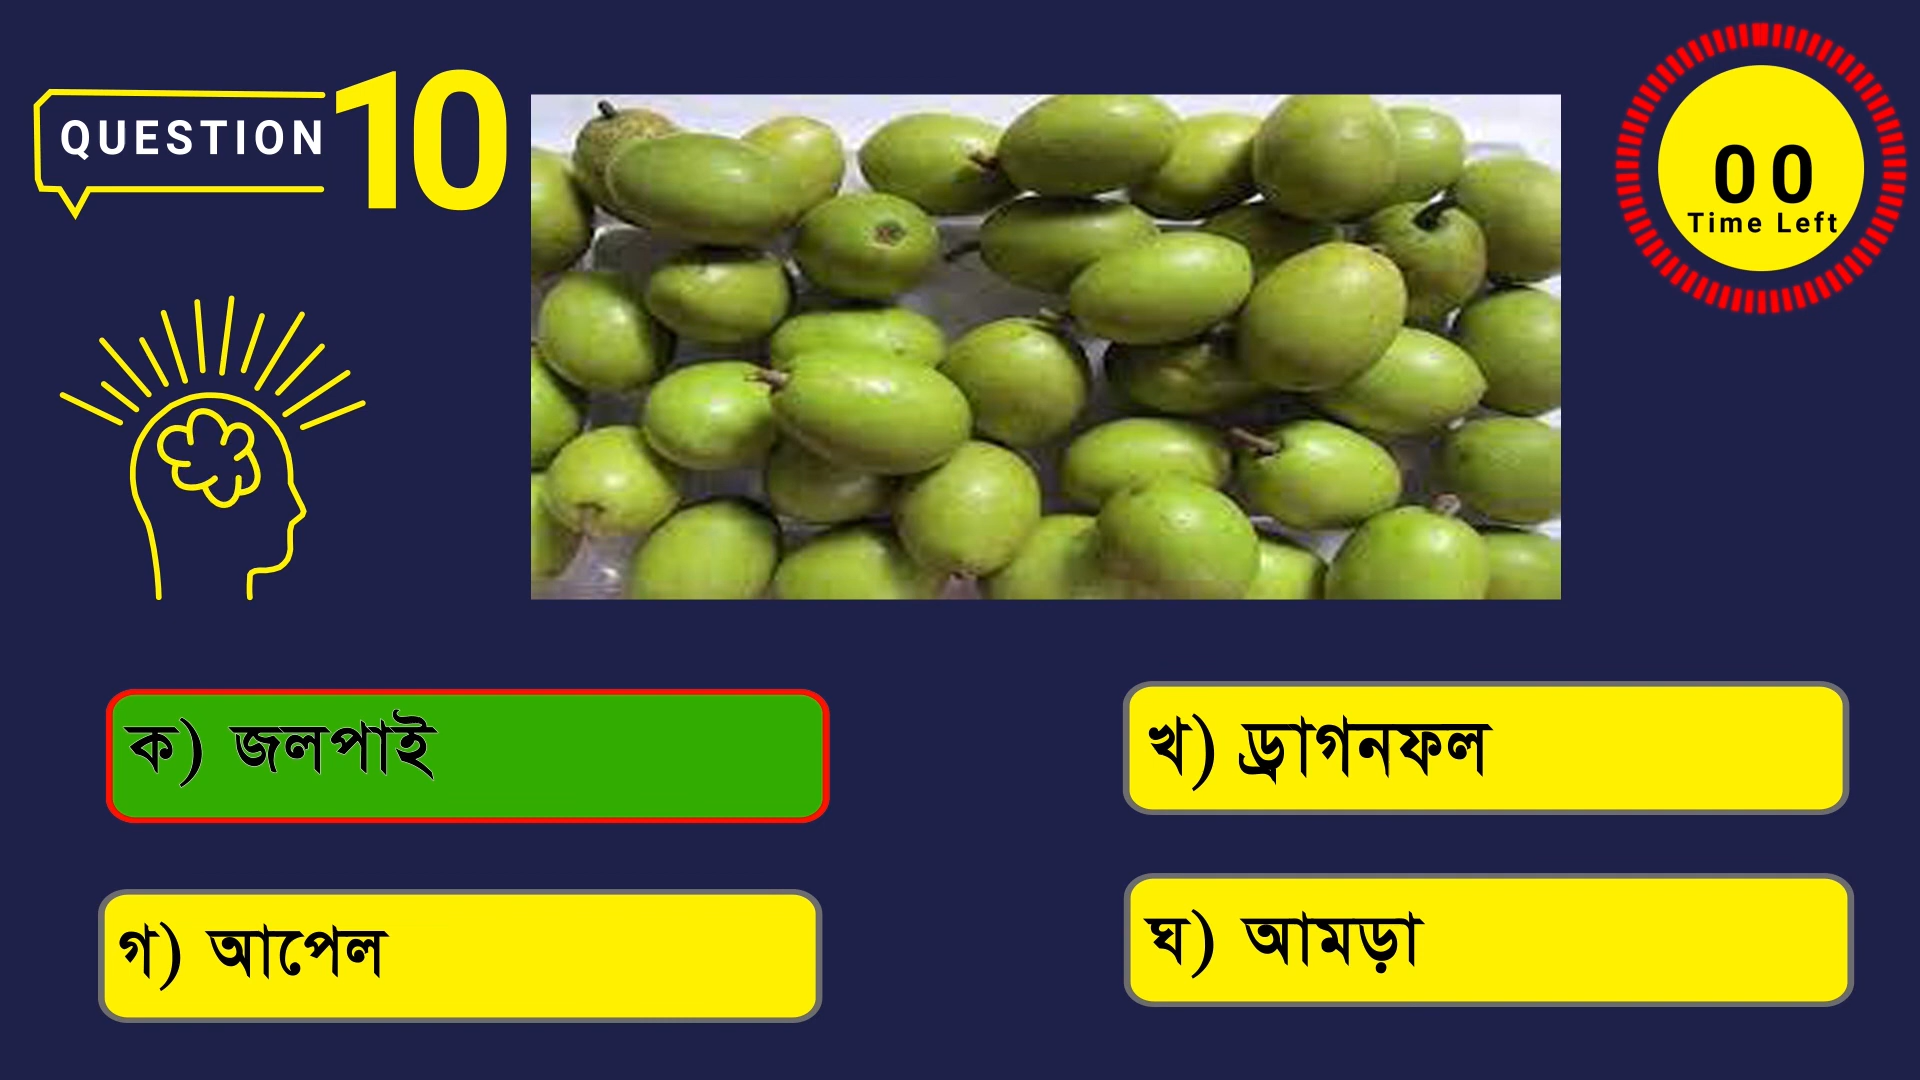 QUESTION 10
00
Time Left
ক) জলপাই
খ) ড্রাগনফল
গ) আপেল
ঘ) আমড়া